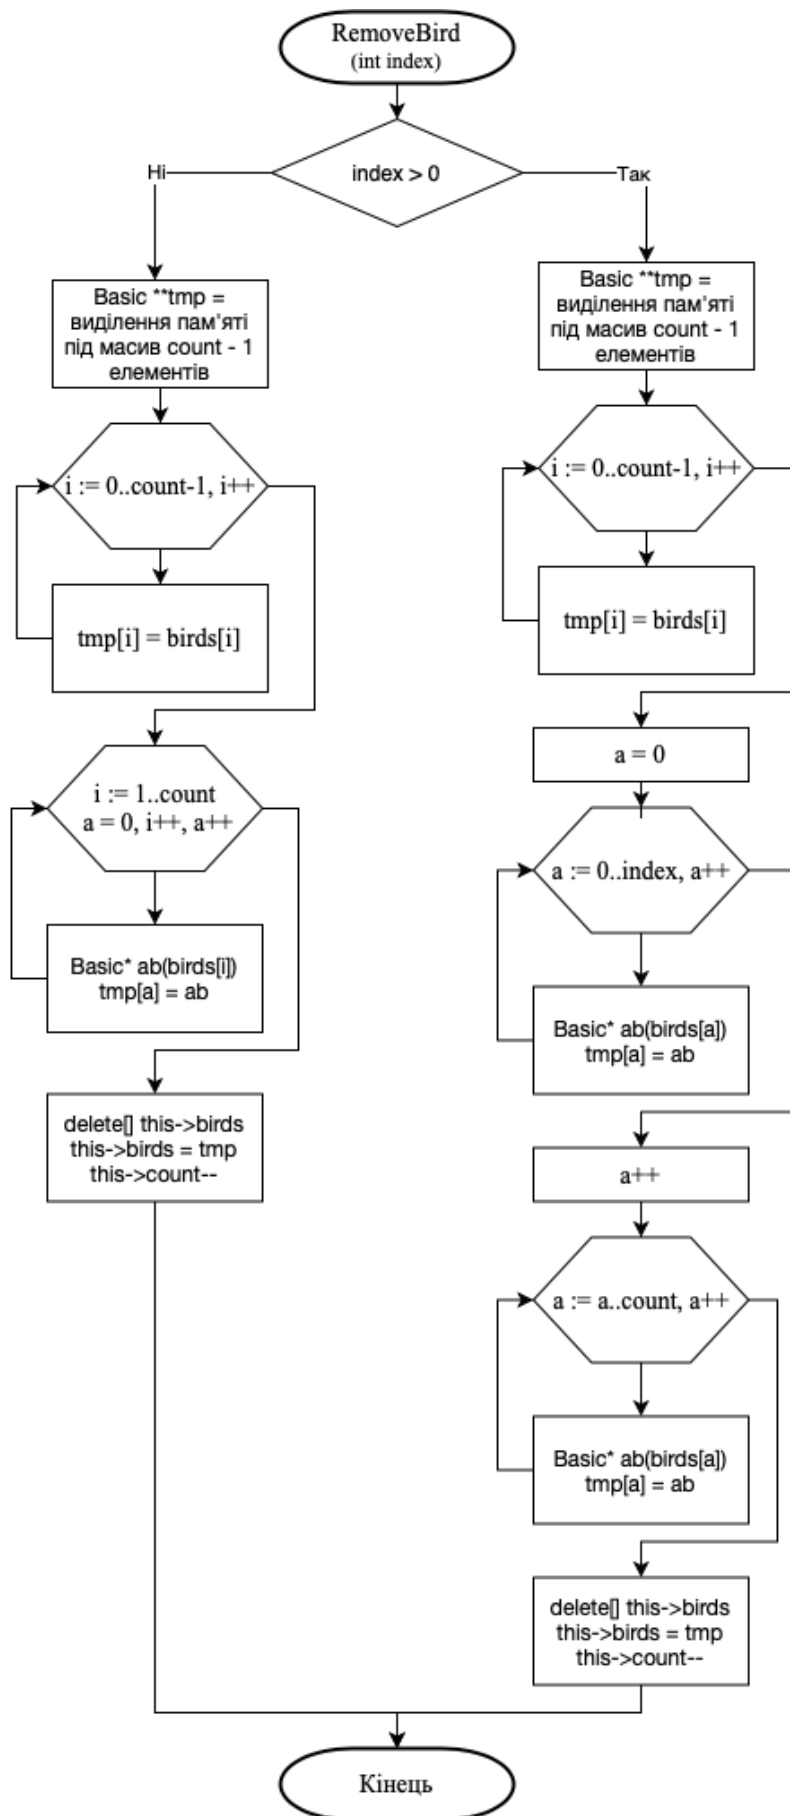 RemoveBird
(int index)
index > 0
Ні
Так
Basic **tmp =
виділення пам'яті
під масив count - 1
елементів
i := 0..count-1, i++
tmp[i] = birds[i]
i := 1..count
a = 0, i++, a++
Basic* ab(birds[i])
tmp[a] = ab
delete[] this->birds
this->birds = tmp
this->count--
Basic **tmp =
виділення пам'яті
під масив count - 1
елементів
i := 0..count-1, i++
tmp[i] = birds[i]
a = 0
a := 0..index, a++
Basic* ab(birds[a])
tmp[a] = ab
a++
a := a..count, a++
Basic* ab(birds[a])
tmp[a] = ab
delete[] this->birds
this->birds = tmp
this->count--
Кінець